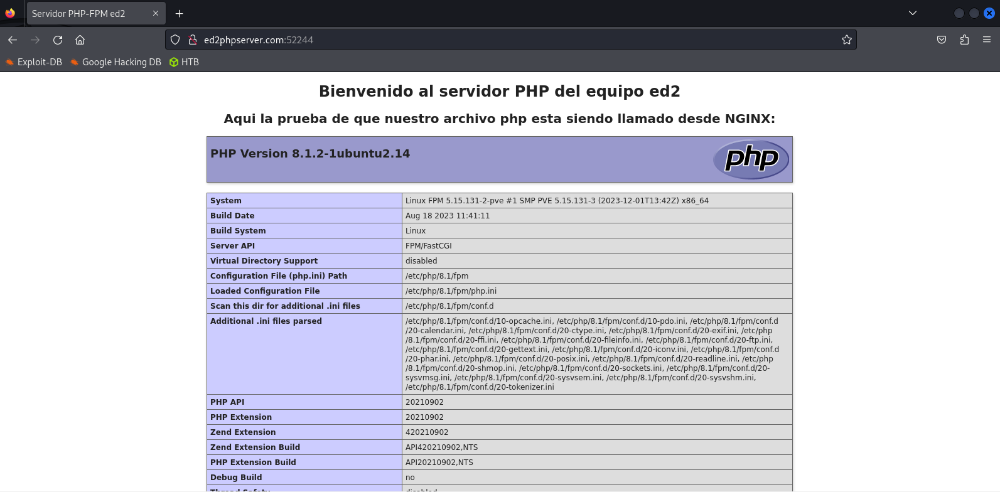 Servidor PHP-FPM ed2
ed2phpserver.com:52244
Exploit-DB Google Hacking DB HTB
Bienvenido al servidor PHP del equipo ed2
Aqui la prueba de que nuestro archivo php esta siendo llamado desde NGINX:
PHP Version 8.1.2-1ubuntu2.14 php
System Linux FPM 5.15.131-2-pve #1 SMP PVE 5.15.131-3 (2023-12-01T13:42Z) x86_64
Build Date Aug 18 2023 11:41:11
Build System Linux
Server API FPM/FastCGI
Virtual Directory Support disabled
Configuration File (php.ini) Path /etc/php/8.1/fpm
Loaded Configuration File /etc/php/8.1/fpm/php.ini
Scan this dir for additional .ini files /etc/php/8.1/fpm/conf.d
Additional .ini files parsed /etc/php/8.1/fpm/conf.d/10-opcache.ini, /etc/php/8.1/fpm/conf.d/10-pdo.ini, /etc/php/8.1/fpm/conf.d
/20-calendar.ini, /etc/php/8.1/fpm/conf.d/20-ctype.ini, /etc/php/8.1/fpm/conf.d/20-exif.ini, /etc/php
/8.1/fpm/conf.d/20-ffi.ini, /etc/php/8.1/fpm/conf.d/20-fileinfo.ini, /etc/php/8.1/fpm/conf.d/20-ftp.ini,
/etc/php/8.1/fpm/conf.d/20-gettext.ini, /etc/php/8.1/fpm/conf.d/20-iconv.ini, /etc/php/8.1/fpm/conf.d
/20-phar.ini, /etc/php/8.1/fpm/conf.d/20-posix.ini, /etc/php/8.1/fpm/conf.d/20-readline.ini, /etc/php
/8.1/fpm/conf.d/20-shmop.ini, /etc/php/8.1/fpm/conf.d/20-sockets.ini, /etc/php/8.1/fpm/conf.d/20-
sysvmsg.ini, /etc/php/8.1/fpm/conf.d/20-sysvsem.ini, /etc/php/8.1/fpm/conf.d/20-sysvshm.ini,
/etc/php/8.1/fpm/conf.d/20-tokenizer.ini
PHP API 20210902
PHP Extension 20210902
Zend Extension 420210902
Zend Extension Build API420210902,NTS
PHP Extension Build API20210902,NTS
Debug Build no
Thread Safety disabled